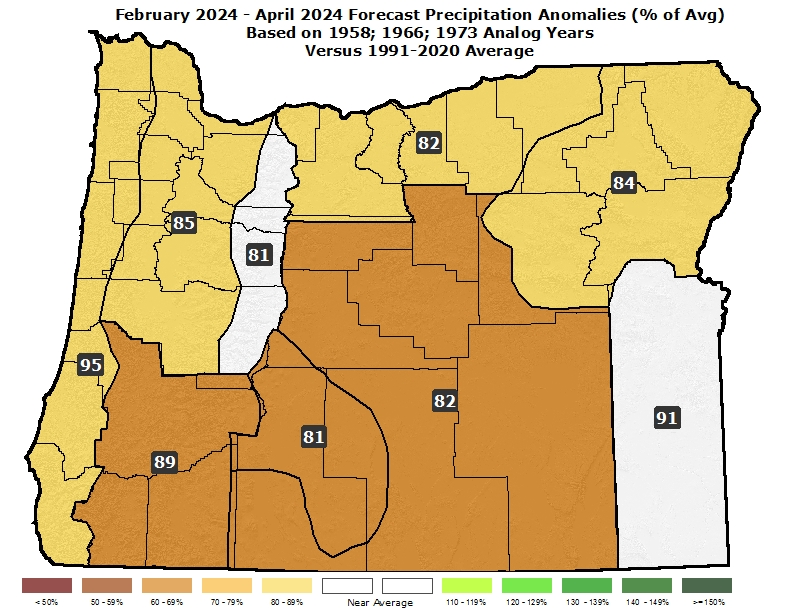 February 2024 - April 2024 Forecast Precipitation Anomalies (% of Avg)
Based on 1958; 1966; 1973 Analog Years
Versus 1991-2020 Average
82
84
85
81
95
82
91
81
89
< 50% 50 - 59% 60 - 69% 70 - 79% 80 - 89% Near Average 110 - 119% 120 - 129% 130 - 139% 140 - 149% >= 150%